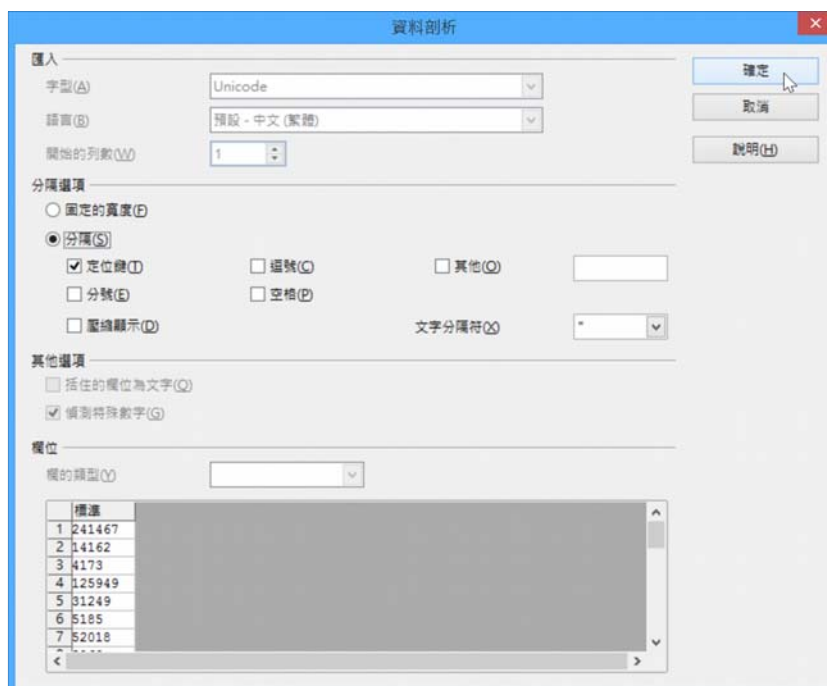 資料剖析
匯入
字型(A) Unicode
語言(B) 預設 - 中文 (繁體)
開始的列數(W) 1
分隔選項
固定的寬度(F)
分隔(S)
定位鍵(T) 逗號(C) 其他(O)
分號(E) 空格(P)
壓縮顯示(D) 文字分隔符(X) "
其他選項
括住的欄位為文字(Q)
偵測特殊數字(G)
欄位
欄的類型(Y)
標準
1 241467
2 14162
3 4173
4 125949
5 31249
6 5185
7 52018
確定
取消
說明(H)